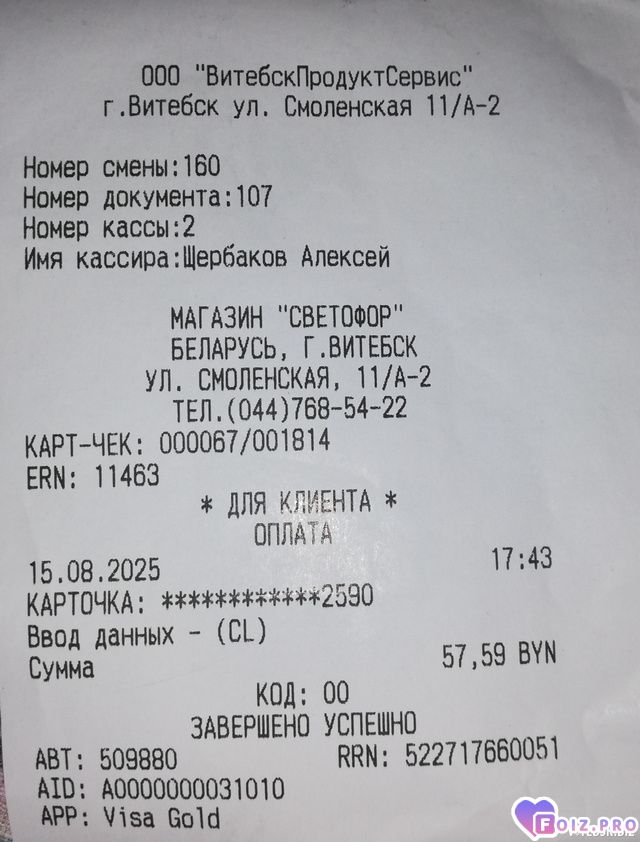 ООО "ВитебскПродуктСервис"
г.Витебск ул. Смоленская 11/А-2
Номер смены:160
Номер документа:107
Номер кассы:2
Имя кассира:Щербаков Алексей
МАГАЗИН "СВЕТОФОР"
БЕЛАРУСЬ, Г.ВИТЕБСК
УЛ. СМОЛЕНСКАЯ, 11/А-2
ТЕЛ.(044)768-54-22
КАРТ-ЧЕК: 000067/001814
ERN: 11463
* ДЛЯ КЛИЕНТА *
ОПЛАТА
15.08.2025 17:43
КАРТОЧКА: ************2590
Ввод данных - (CL)
Сумма 57,59 BYN
КОД: 00
ЗАВЕРШЕНО УСПЕШНО
АВТ: 509880 RRN: 522717660051
AID: A0000000031010
APP: Visa Gold
FOIZ.PRO